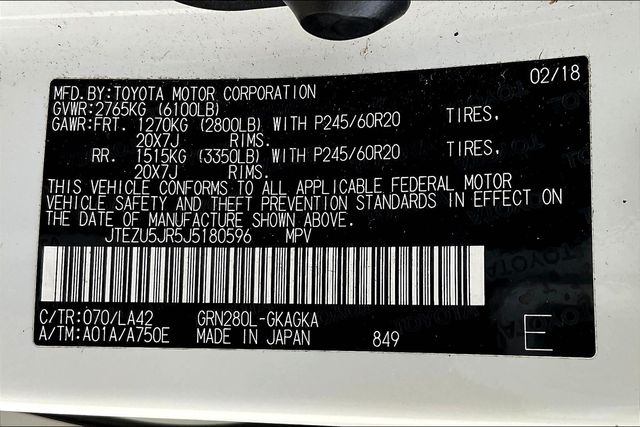 02/18
MFD.BY:TOYOTA MOTOR CORPORATION
GVWR:2765KG (6100LB)
GAWR:FRT. 1270KG (2800LB) WITH P245/60R20 TIRES,
20X7J RIMS.
RR. 1515KG (3350LB) WITH P245/60R20 TIRES,
20X7J RIMS.
THIS VEHICLE CONFORMS TO ALL APPLICABLE FEDERAL MOTOR
VEHICLE SAFETY AND THEFT PREVENTION STANDARDS IN EFFECT ON
THE DATE OF MANUFACTURE SHOWN ABOVE.
JTEZU5JR5J5180596 MPV
C/TR:070/LA42 GRN280L-GKAGKA
A/TM:A01A/A750E MADE IN JAPAN 849 E